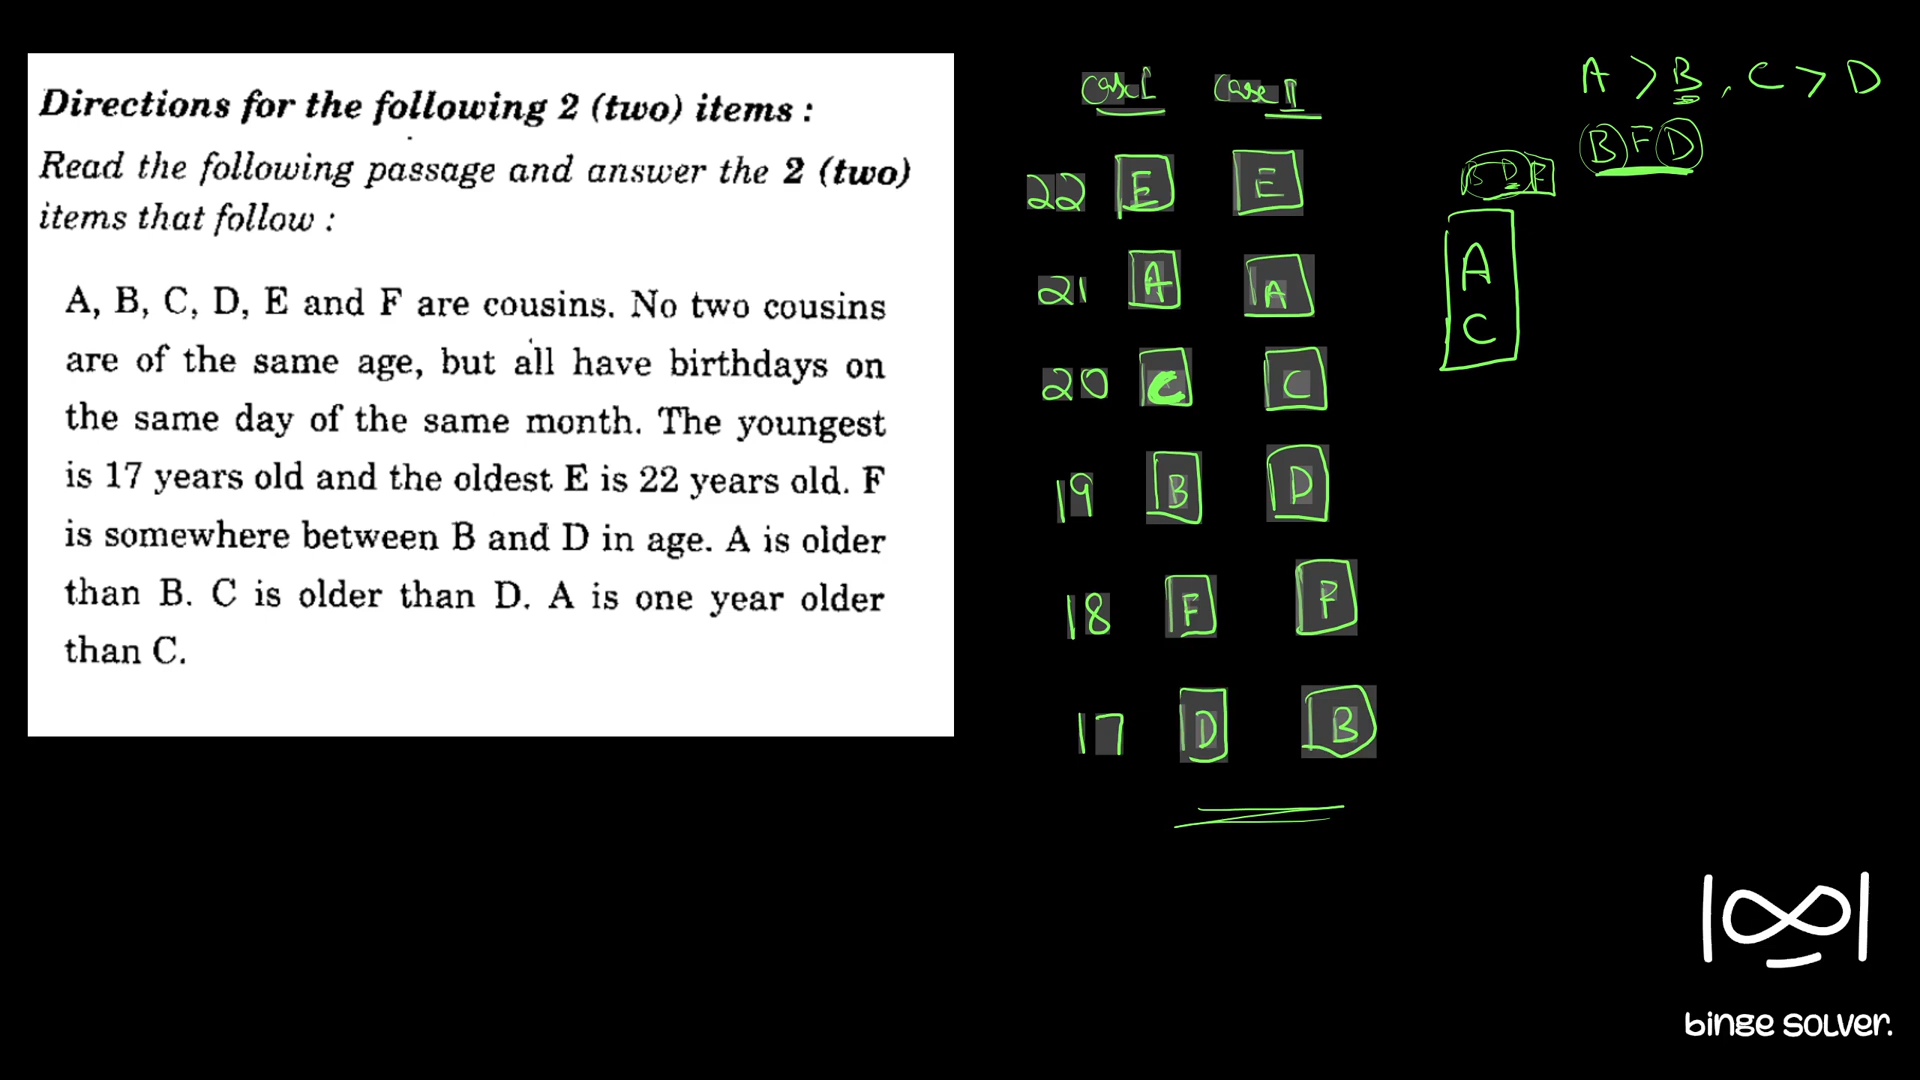 Directions for the following 2 (two) items :
Read the following passage and answer the 2 (two)
items that follow :
A, B, C, D, E and F are cousins. No two cousins
are of the same age, but all have birthdays on
the same day of the same month. The youngest
is 17 years old and the oldest E is 22 years old. F
is somewhere between B and D in age. A is older
than B. C is older than D. A is one year older
than C.
Case I Case II
22 E E
21 A A
20 C C
19 B D
18 F F
17 D B
A > B, C > D
B F D
B D F
A
C
binge solver.